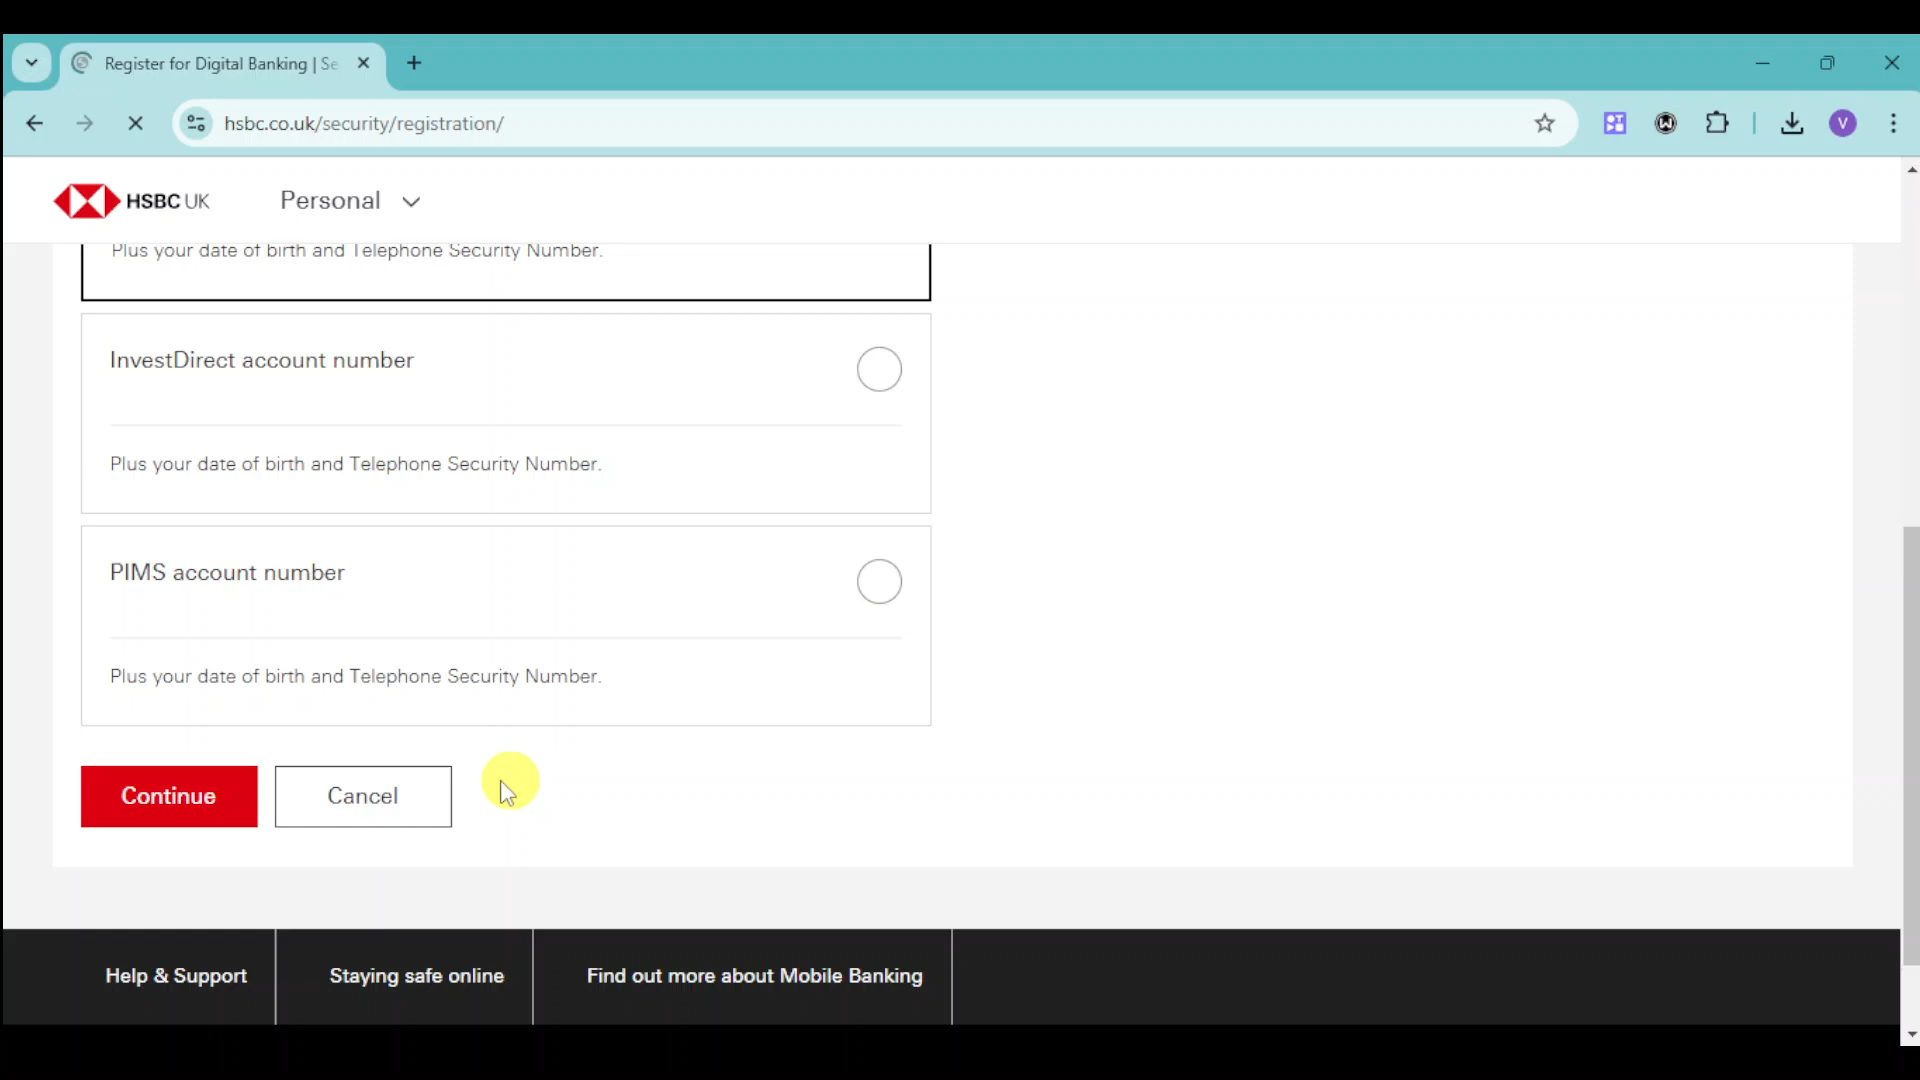 Register for Digital Banking | Se
hsbc.co.uk/security/registration/
V
HSBC UK
Personal
Plus your date of birth and Telephone Security Number.
InvestDirect account number
Plus your date of birth and Telephone Security Number.
PIMS account number
Plus your date of birth and Telephone Security Number.
Continue
Cancel
Help & Support
Staying safe online
Find out more about Mobile Banking